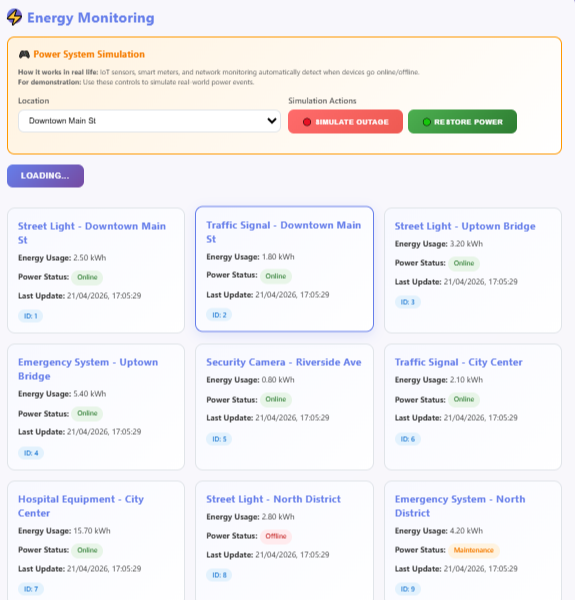 Energy Monitoring
Power System Simulation
How it works in real life: IoT sensors, smart meters, and network monitoring automatically detect when devices go online/offline.
For demonstration: Use these controls to simulate real-world power events.
Location
Simulation Actions
Downtown Main St
SIMULATE OUTAGE
RESTORE POWER
LOADING...
Street Light - Downtown Main
St
Energy Usage: 2.50 kWh
Power Status: Online
Last Update: 21/04/2026, 17:05:29
ID: 1
Traffic Signal - Downtown Main
St
Energy Usage: 1.80 kWh
Power Status: Online
Last Update: 21/04/2026, 17:05:29
ID: 2
Street Light - Uptown Bridge
Energy Usage: 3.20 kWh
Power Status: Online
Last Update: 21/04/2026, 17:05:29
ID: 3
Emergency System - Uptown
Bridge
Energy Usage: 5.40 kWh
Power Status: Online
Last Update: 21/04/2026, 17:05:29
ID: 4
Security Camera - Riverside Ave
Energy Usage: 0.80 kWh
Power Status: Online
Last Update: 21/04/2026, 17:05:29
ID: 5
Traffic Signal - City Center
Energy Usage: 2.10 kWh
Power Status: Online
Last Update: 21/04/2026, 17:05:29
ID: 6
Hospital Equipment - City
Center
Energy Usage: 15.70 kWh
Power Status: Online
Last Update: 21/04/2026, 17:05:29
ID: 7
Street Light - North District
Energy Usage: 2.80 kWh
Power Status: Offline
Last Update: 21/04/2026, 17:05:29
ID: 8
Emergency System - North
District
Energy Usage: 4.20 kWh
Power Status: Maintenance
Last Update: 21/04/2026, 17:05:29
ID: 9